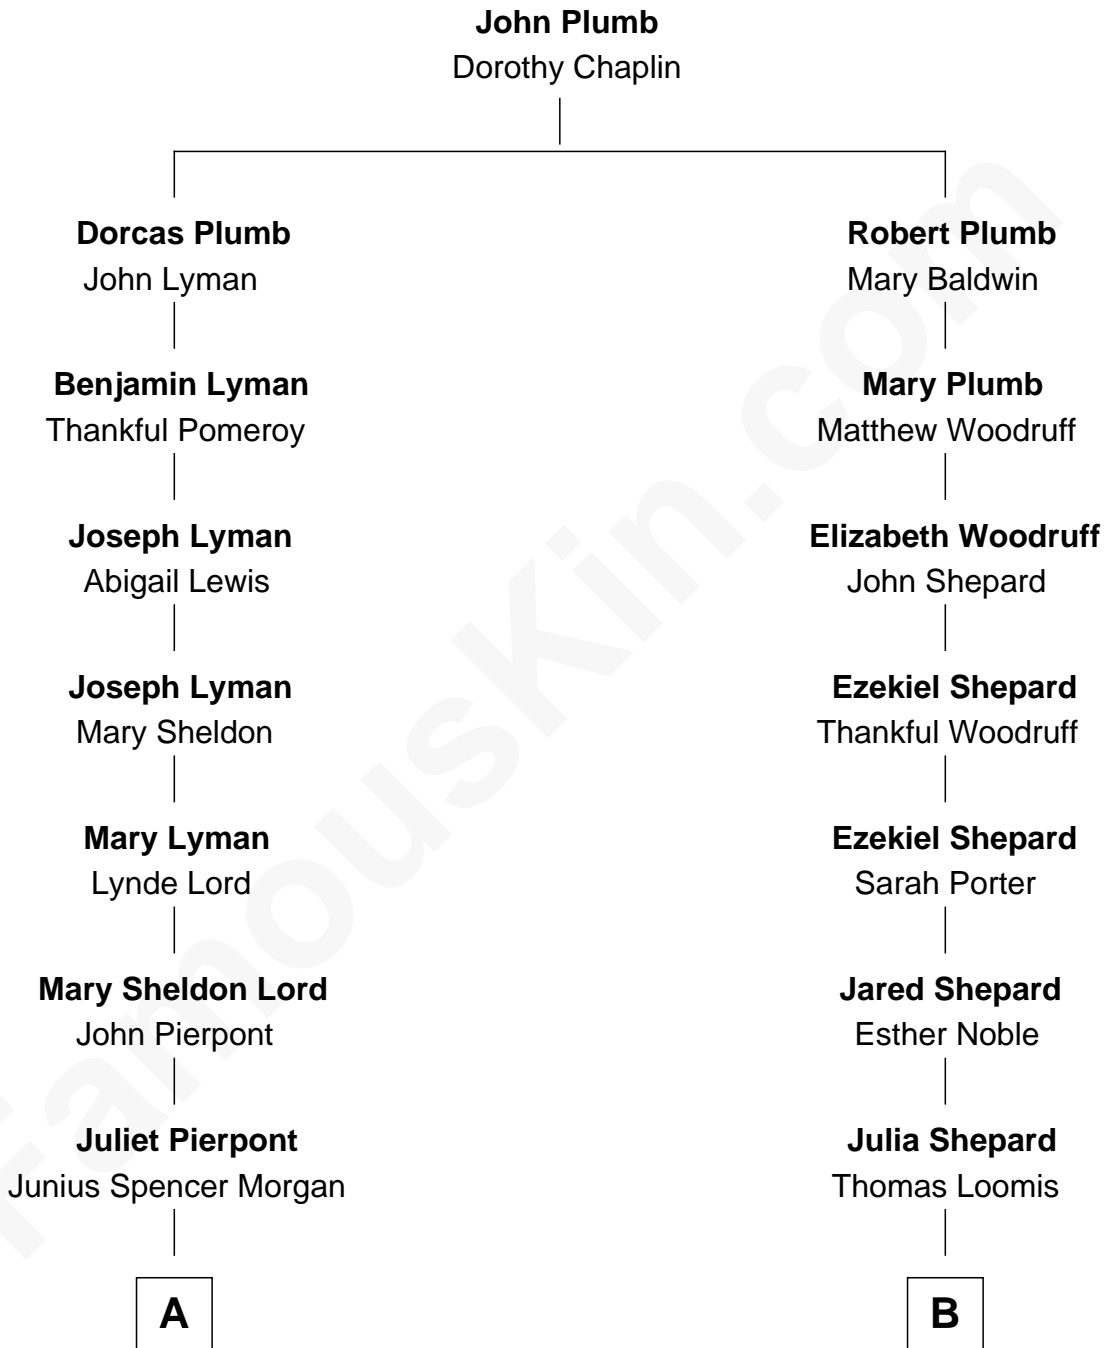 John Plumb
Dorothy Chaplin
Dorcas Plumb
John Lyman
Robert Plumb
Mary Baldwin
Benjamin Lyman
Thankful Pomeroy
Mary Plumb
Matthew Woodruff
Joseph Lyman
Abigail Lewis
Elizabeth Woodruff
John Shepard
Joseph Lyman
Mary Sheldon
Ezekiel Shepard
Thankful Woodruff
Mary Lyman
Lynde Lord
Ezekiel Shepard
Sarah Porter
Mary Sheldon Lord
John Pierpont
Jared Shepard
Esther Noble
Juliet Pierpont
Junius Spencer Morgan
Julia Shepard
Thomas Loomis
A
B
FamousKin.com